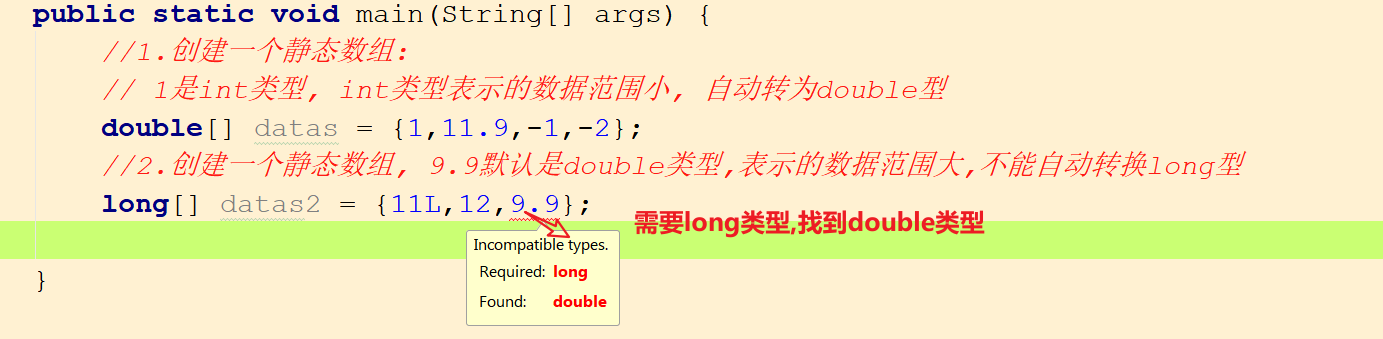 public static void main(String[] args) {
//1.创建一个静态数组:
// 1是int类型, int类型表示的数据范围小, 自动转为double型
double[] datas = {1,11.9,-1,-2};
//2.创建一个静态数组, 9.9默认是double类型,表示的数据范围大,不能自动转换long型
long[] datas2 = {11L,12,9.9};
需要long类型,找到double类型
Incompatible types.
Required: long
Found: double
}